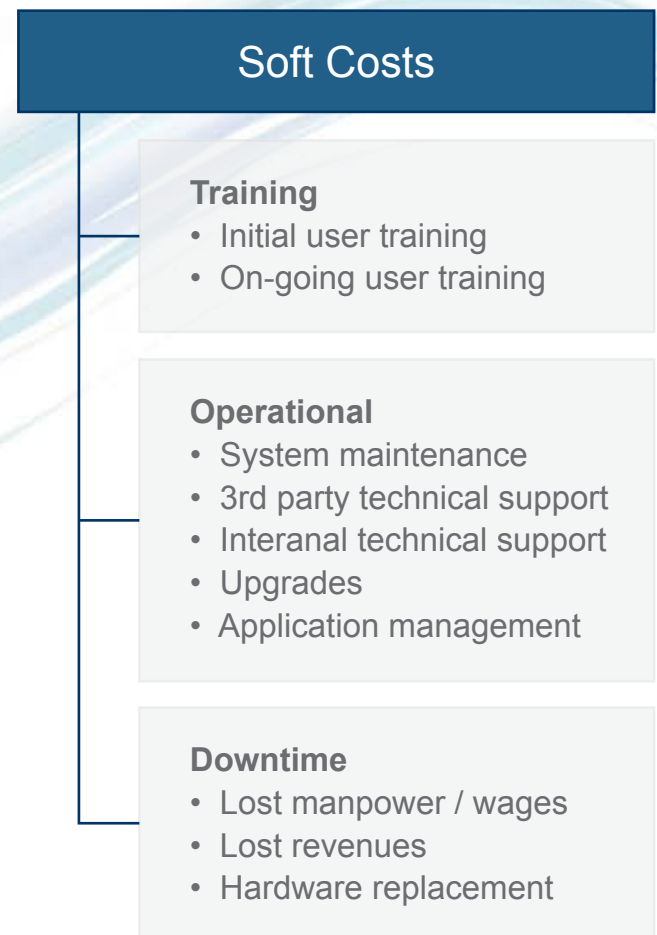 Soft Costs
Training
• Initial user training
• On-going user training
Operational
• System maintenance
• 3rd party technical support
• Interanal technical support
• Upgrades
• Application management
Downtime
• Lost manpower / wages
• Lost revenues
• Hardware replacement